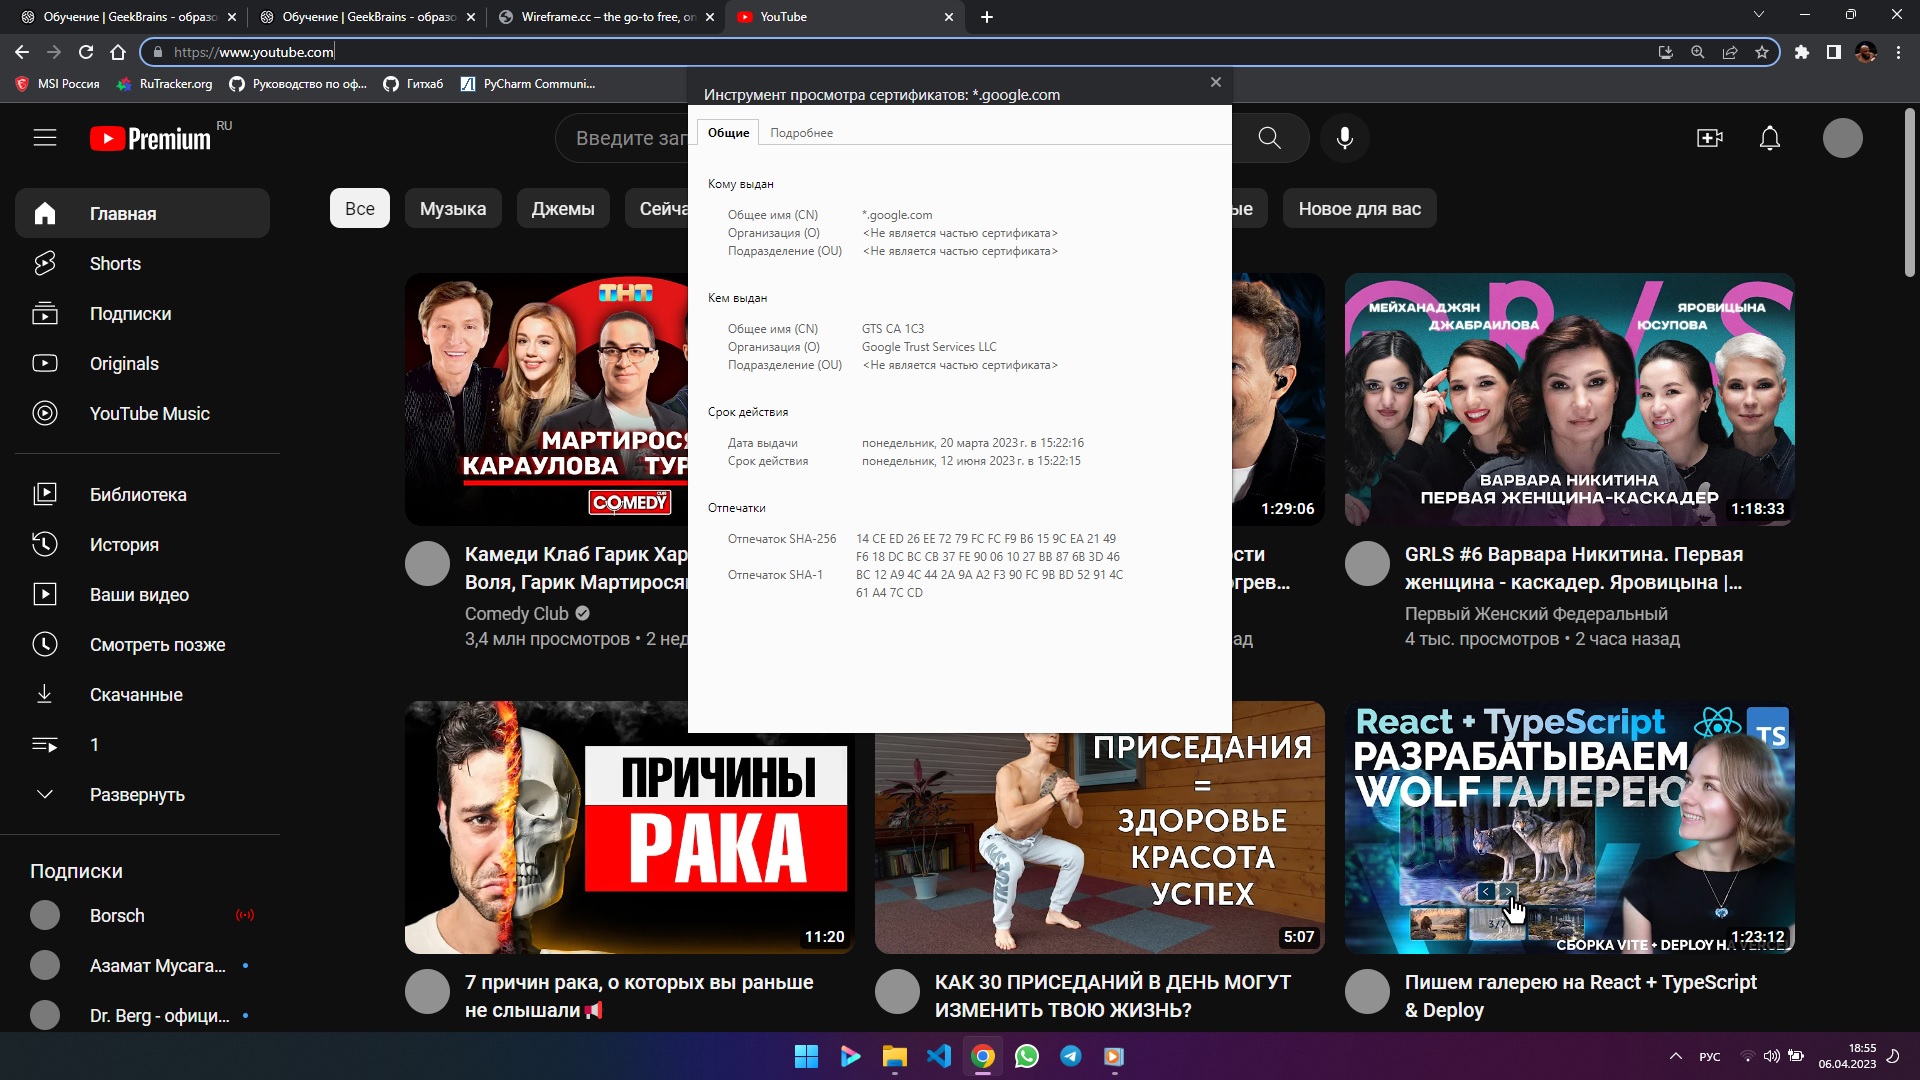 Обучение | GeekBrains - образо
Обучение | GeekBrains - образо
Wireframe.cc – the go-to free, on
YouTube
https://www.youtube.com
MSI Россия
RuTracker.org
Руководство по оф...
Гитхаб
PyCharm Communi...
Инструмент просмотра сертификатов: *.google.com
Общие
Подробнее
Кому выдан
Общее имя (CN) *.google.com
Организация (O) <Не является частью сертификата>
Подразделение (OU) <Не является частью сертификата>
Кем выдан
Общее имя (CN) GTS CA 1C3
Организация (O) Google Trust Services LLC
Подразделение (OU) <Не является частью сертификата>
Срок действия
Дата выдачи понедельник, 20 марта 2023 г. в 15:22:16
Срок действия понедельник, 12 июня 2023 г. в 15:22:15
Отпечатки
Отпечаток SHA-256 14 CE ED 26 EE 72 79 FC FC F9 B6 15 9C EA 21 49
F6 18 DC BC CB 37 FE 90 06 10 27 BB 87 6B 3D 46
Отпечаток SHA-1 BC 12 A9 4C 44 2A 9A A2 F3 90 FC 9B BD 52 91 4C
61 A4 7C CD
Premium RU
Введите зап
Главная
Shorts
Подписки
Originals
YouTube Music
Библиотека
История
Ваши видео
Смотреть позже
Скачанные
1
Развернуть
Подписки
Borsch
Азамат Мусага...
Dr. Berg - офици...
Все
Музыка
Джемы
Сейча
ые
Новое для вас
ТНТ
МАРТИРОСЯ
КАРАУЛОВА ТУР
COMEDY CLUB
Камеди Клаб Гарик Хар
Воля, Гарик Мартирося
Comedy Club
3,4 млн просмотров • 2 нед
1:29:06
сти
огрев...
ад
GRLS
МЕЙХАНАДЖЯН
ДЖАБРАИЛОВА
ЯРОВИЦЫНА
ЮСУПОВА
ВАРВАРА НИКИТИНА
ПЕРВАЯ ЖЕНЩИНА-КАСКАДЕР
1:18:33
GRLS #6 Варвара Никитина. Первая
женщина - каскадер. Яровицына |...
Первый Женский Федеральный
4 тыс. просмотров • 2 часа назад
ПРИЧИНЫ
РАКА
11:20
7 причин рака, о которых вы раньше
не слышали
ПРИСЕДАНИЯ
=
ЗДОРОВЬЕ
КРАСОТА
УСПЕХ
5:07
КАК 30 ПРИСЕДАНИЙ В ДЕНЬ МОГУТ
ИЗМЕНИТЬ ТВОЮ ЖИЗНЬ?
React + TypeScript
TS
РАЗРАБАТЫВАЕМ
WOLF ГАЛЕРЕЮ
3/7
СБОРКА VITE + DEPLOY НА
1:23:12
Пишем галерею на React + TypeScript
& Deploy
РУС
18:55
06.04.2023